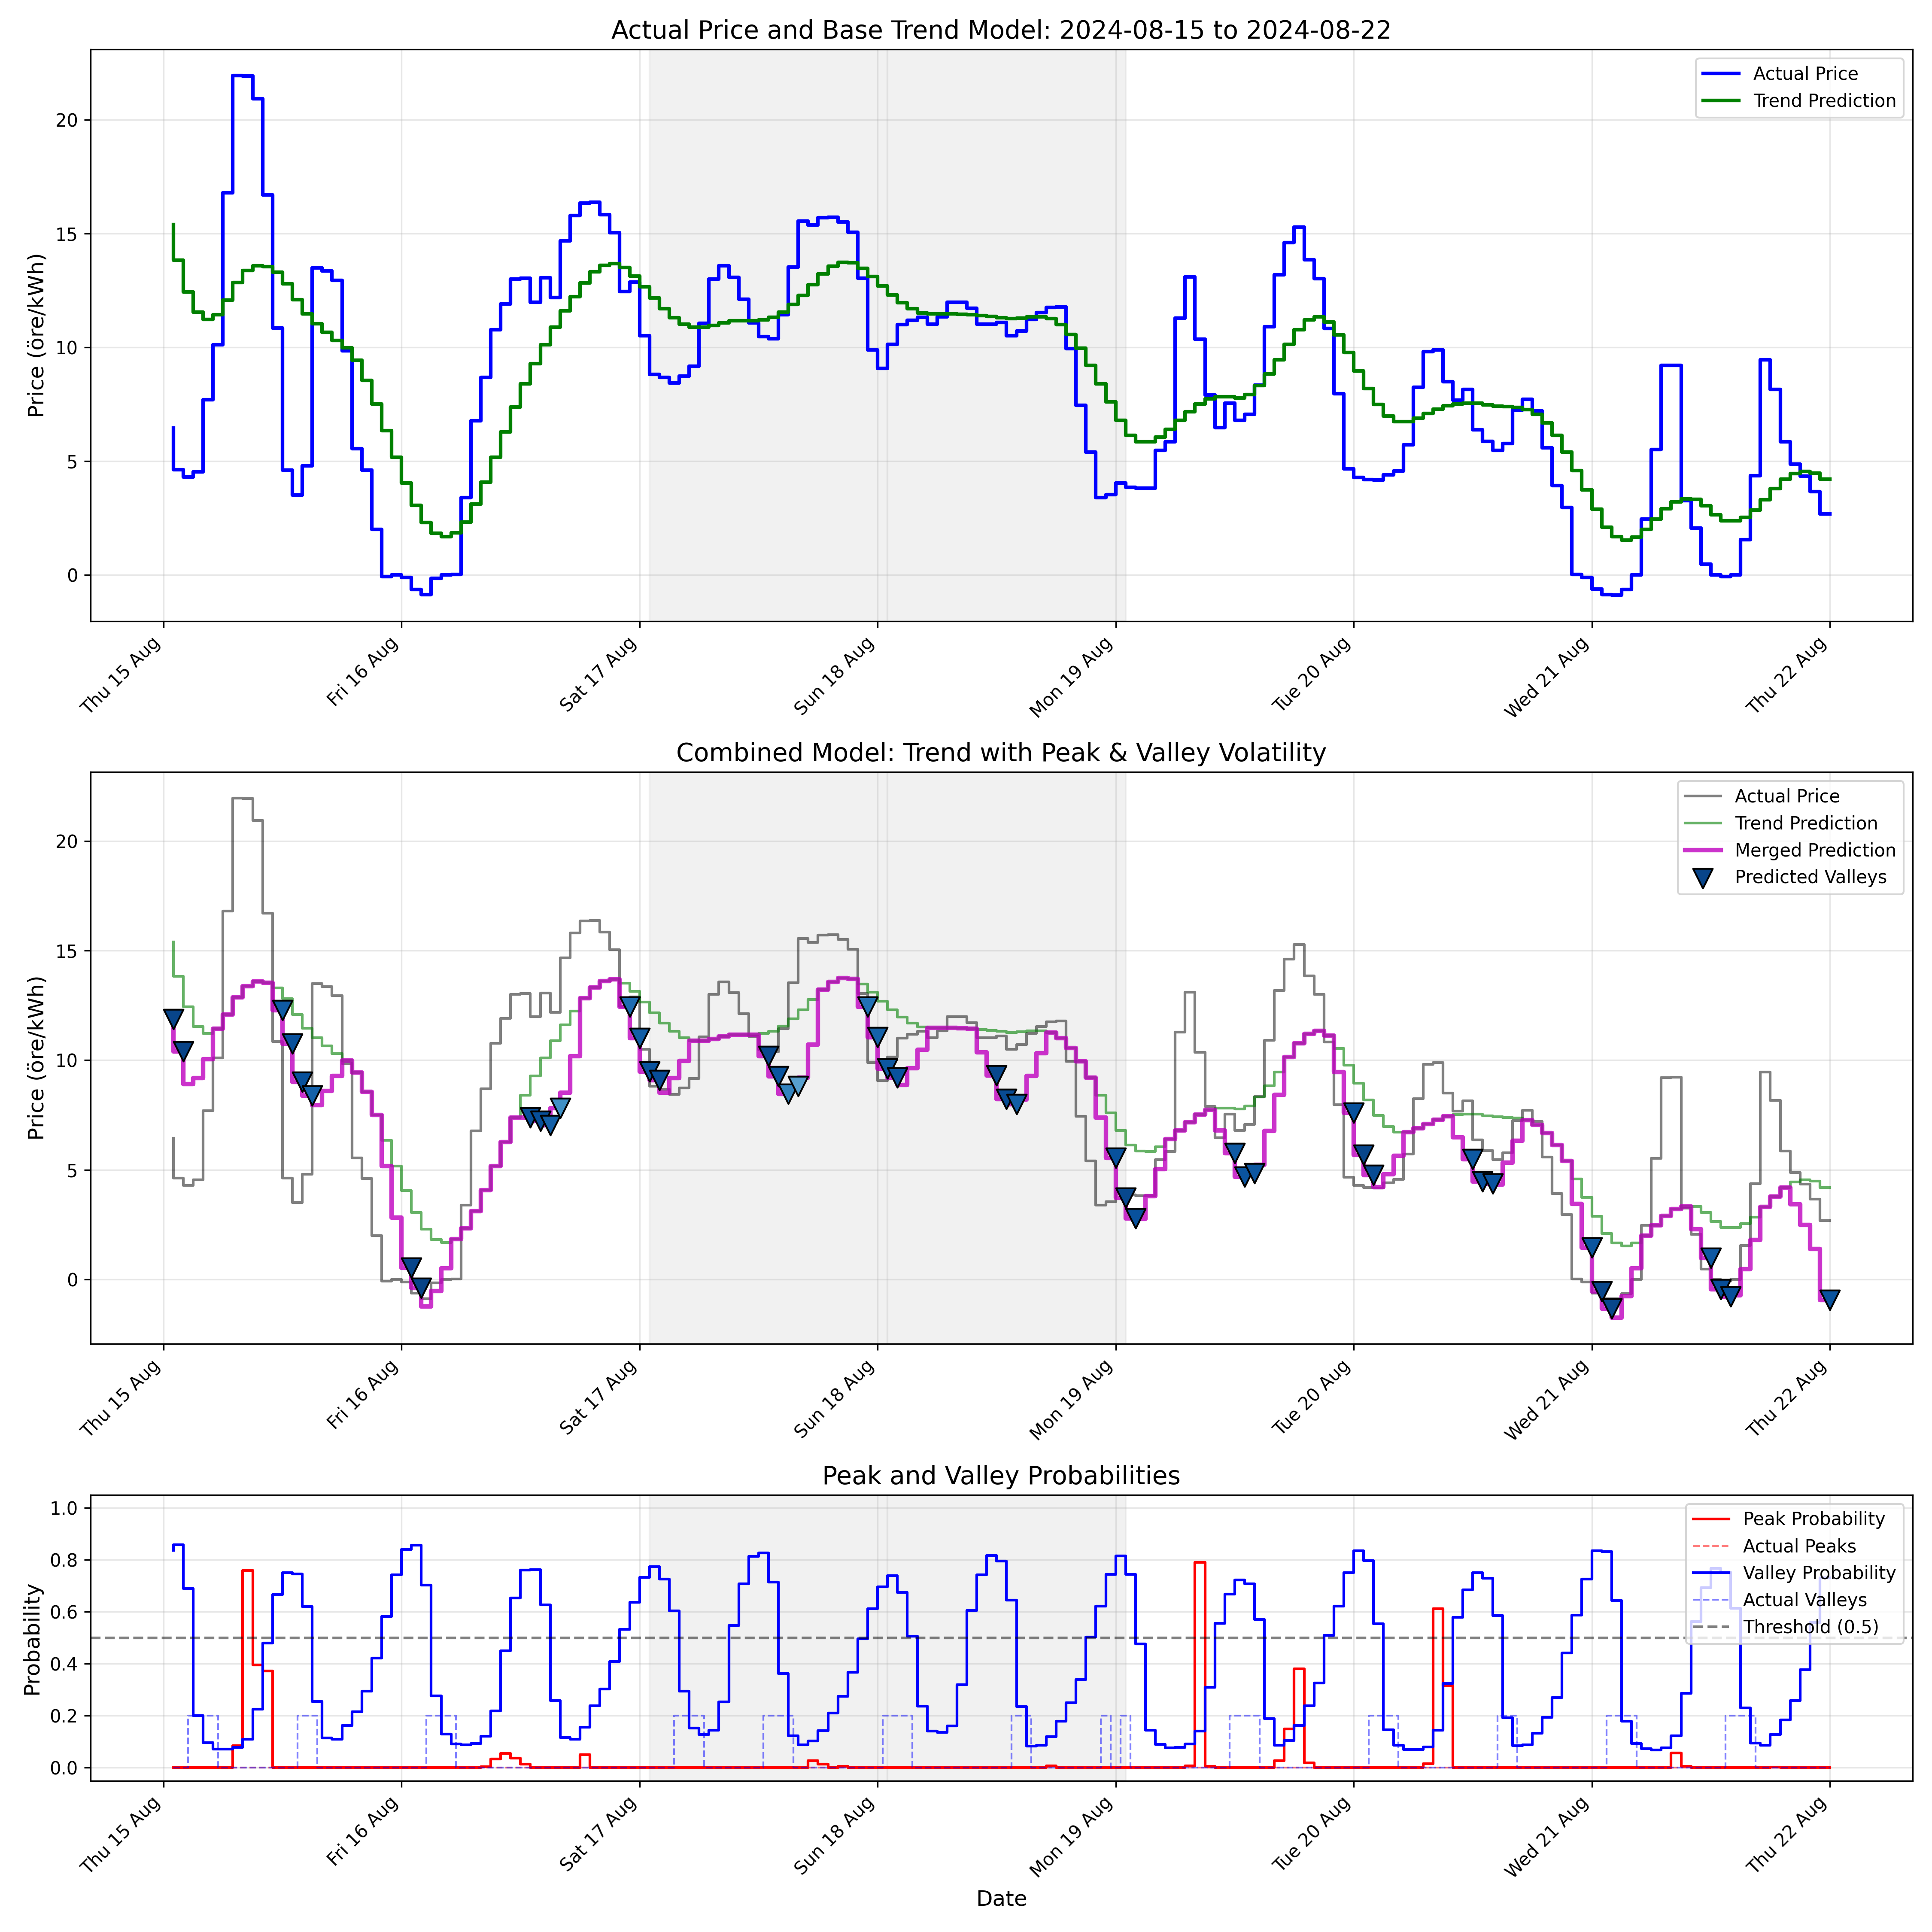 Actual Price and Base Trend Model: 2024-08-15 to 2024-08-22
Price (öre/kWh)
20
15
10
5
0
Actual Price
Trend Prediction
Thu 15 Aug
Fri 16 Aug
Sat 17 Aug
Sun 18 Aug
Mon 19 Aug
Tue 20 Aug
Wed 21 Aug
Thu 22 Aug
Combined Model: Trend with Peak & Valley Volatility
Price (öre/kWh)
20
15
10
5
0
Actual Price
Trend Prediction
Merged Prediction
Predicted Valleys
Thu 15 Aug
Fri 16 Aug
Sat 17 Aug
Sun 18 Aug
Mon 19 Aug
Tue 20 Aug
Wed 21 Aug
Thu 22 Aug
Peak and Valley Probabilities
Probability
1.0
0.8
0.6
0.4
0.2
0.0
Peak Probability
Actual Peaks
Valley Probability
Actual Valleys
Threshold (0.5)
Thu 15 Aug
Fri 16 Aug
Sat 17 Aug
Sun 18 Aug
Mon 19 Aug
Tue 20 Aug
Wed 21 Aug
Thu 22 Aug
Date